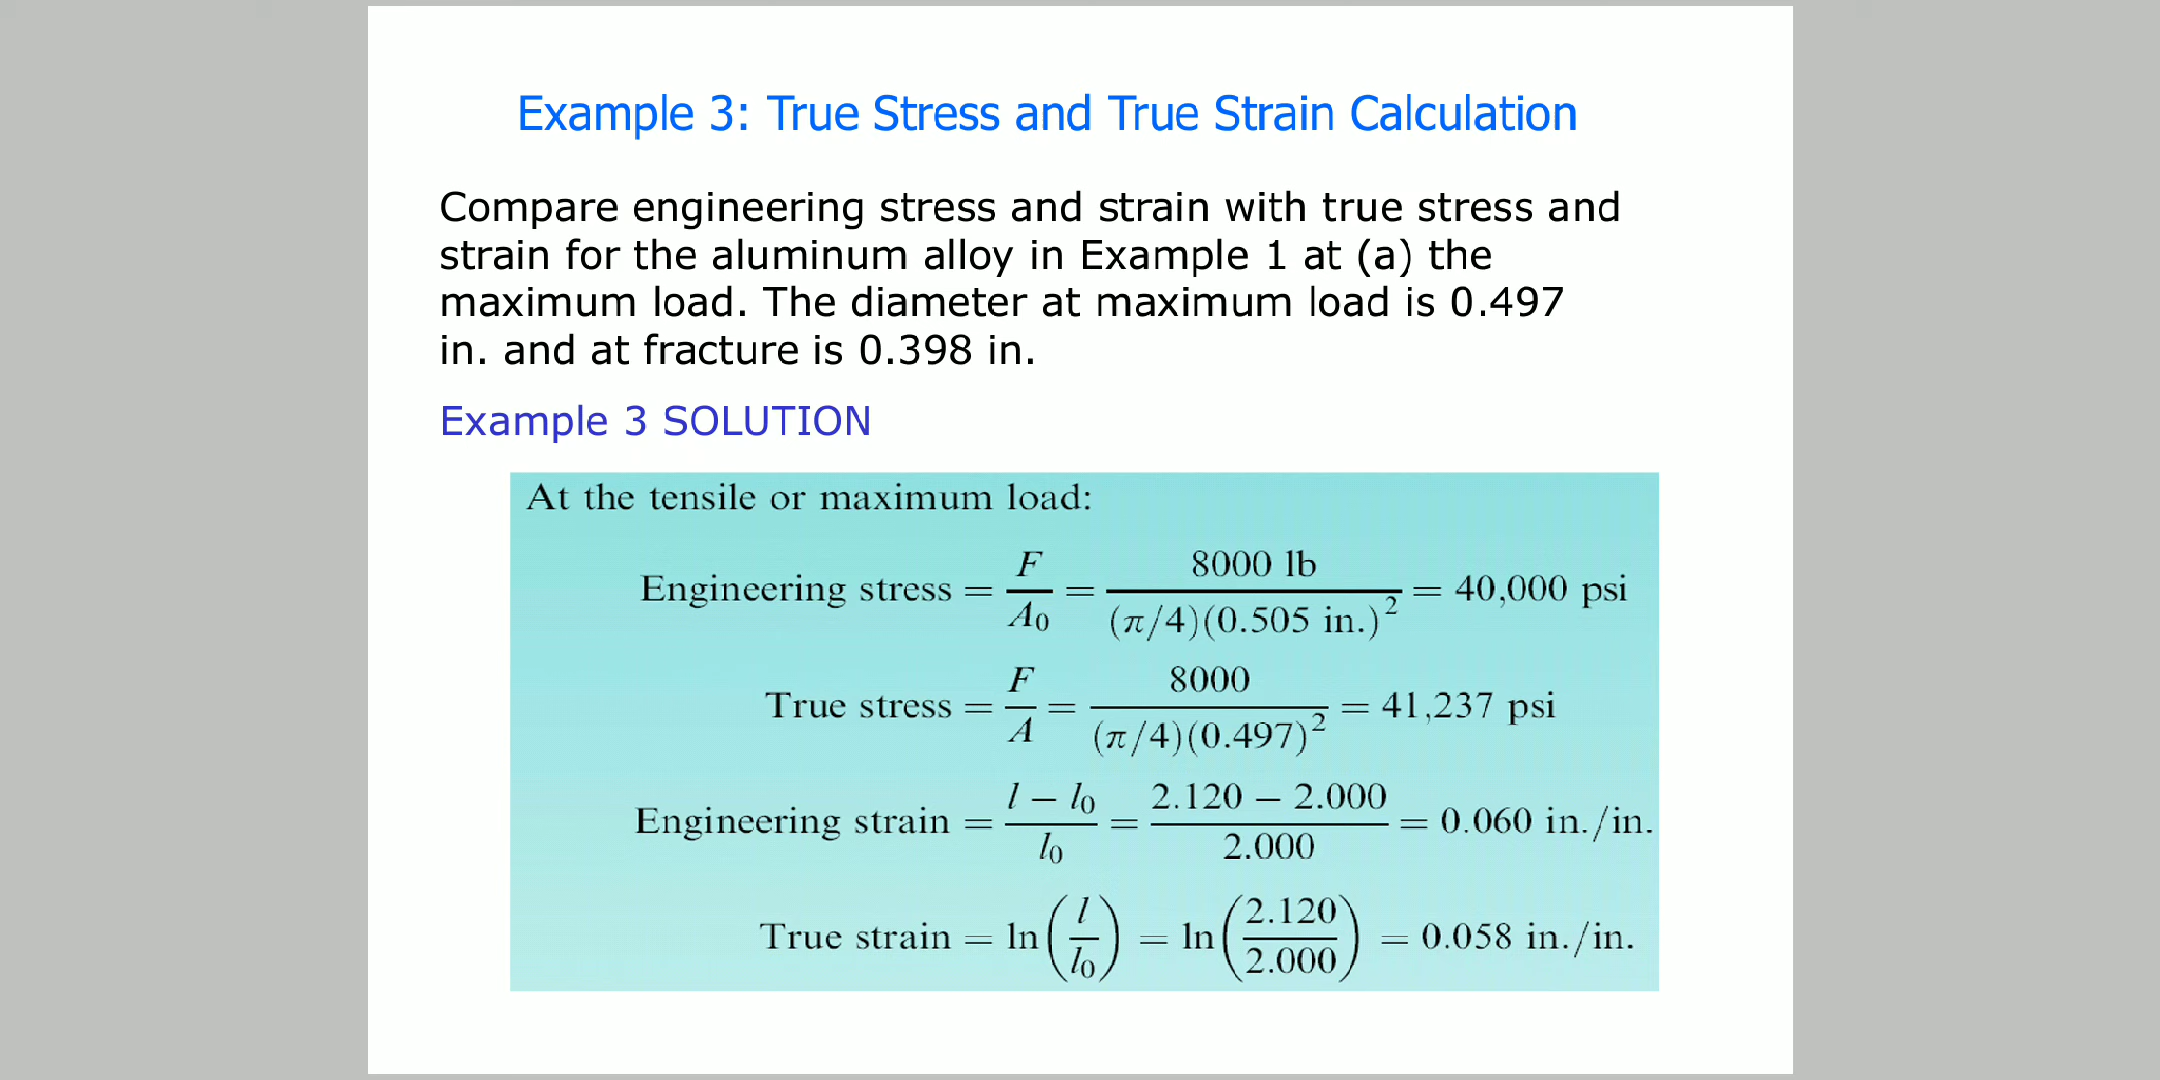 Example 3: True Stress and True Strain Calculation
Compare engineering stress and strain with true stress and
strain for the aluminum alloy in Example 1 at (a) the
maximum load. The diameter at maximum load is 0.497
in. and at fracture is 0.398 in.
Example 3 SOLUTION
At the tensile or maximum load:
Engineering stress = F/A₀ = 8000 lb/(π/4)(0.505 in.)² = 40,000 psi
True stress = F/A = 8000/(π/4)(0.497)² = 41,237 psi
Engineering strain = l − l₀/l₀ = 2.120 − 2.000/2.000 = 0.060 in./in.
True strain = ln(l/l₀) = ln(2.120/2.000) = 0.058 in./in.